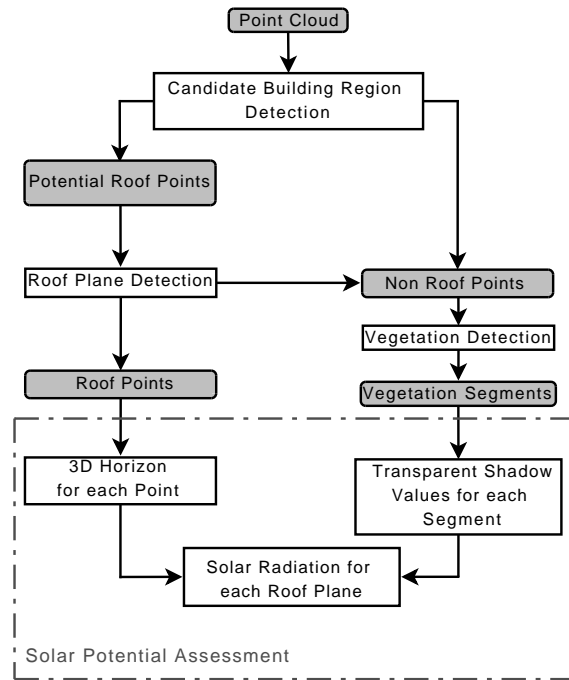 Point Cloud
Candidate Building Region
Detection
Potential Roof Points
Roof Plane Detection
Non Roof Points
Vegetation Detection
Roof Points
Vegetation Segments
3D Horizon
for each Point
Transparent Shadow
Values for each
Segment
Solar Radiation for
each Roof Plane
Solar Potential Assessment